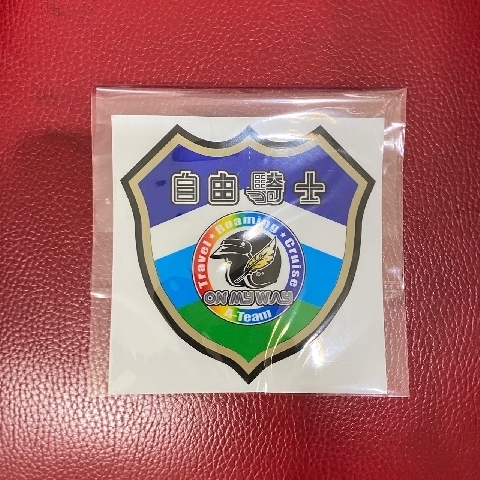 自由騎士
Travel ★ Roaming ★ Cruise
ON MY WAY
A-Team